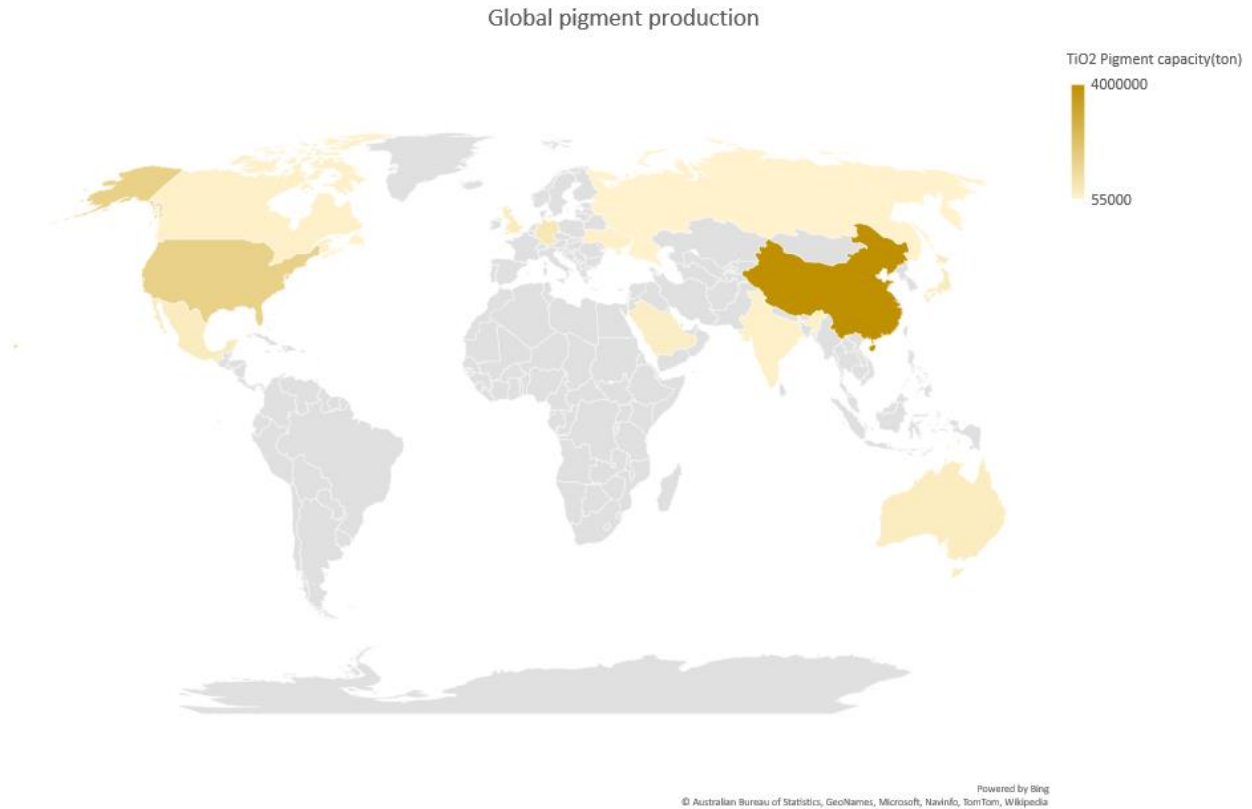 Global pigment production
TiO2 Pigment capacity(ton)
4000000
55000
Powered by Bing
© Australian Bureau of Statistics, GeoNames, Microsoft, Navinfo, TomTom, Wikipedia